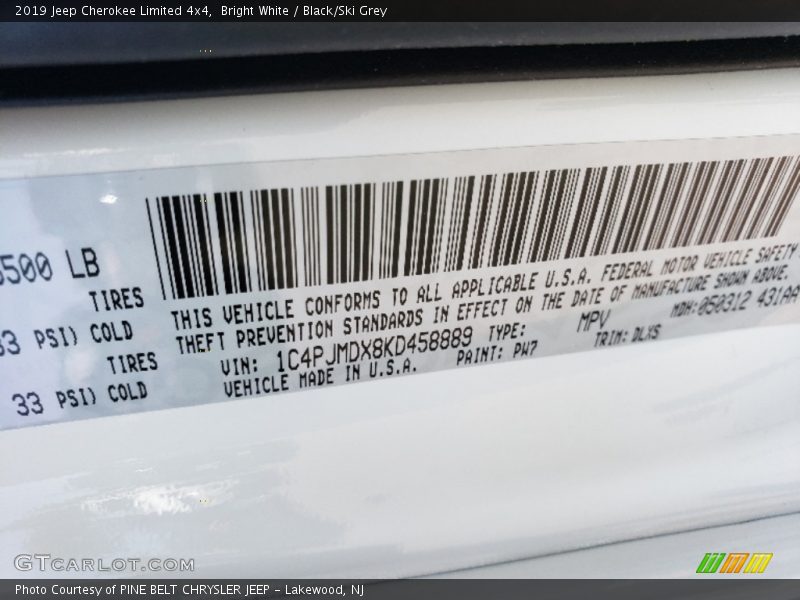 2019 Jeep Cherokee Limited 4x4, Bright White / Black/Ski Grey
500 LB
TIRES
33 PSI) COLD
TIRES
33 PSI) COLD
THIS VEHICLE CONFORMS TO ALL APPLICABLE U.S.A. FEDERAL MOTOR VEHICLE SAFETY
THEFT PREVENTION STANDARDS IN EFFECT ON THE DATE OF MANUFACTURE SHOWN ABOVE.
VIN: 1C4PJMDX8KD458889 TYPE: MPV MDH:050312 431AA
VEHICLE MADE IN U.S.A. PAINT: PW7 TRIM: DLXS
GTCARLOT.COM
Photo Courtesy of PINE BELT CHRYSLER JEEP - Lakewood, NJ